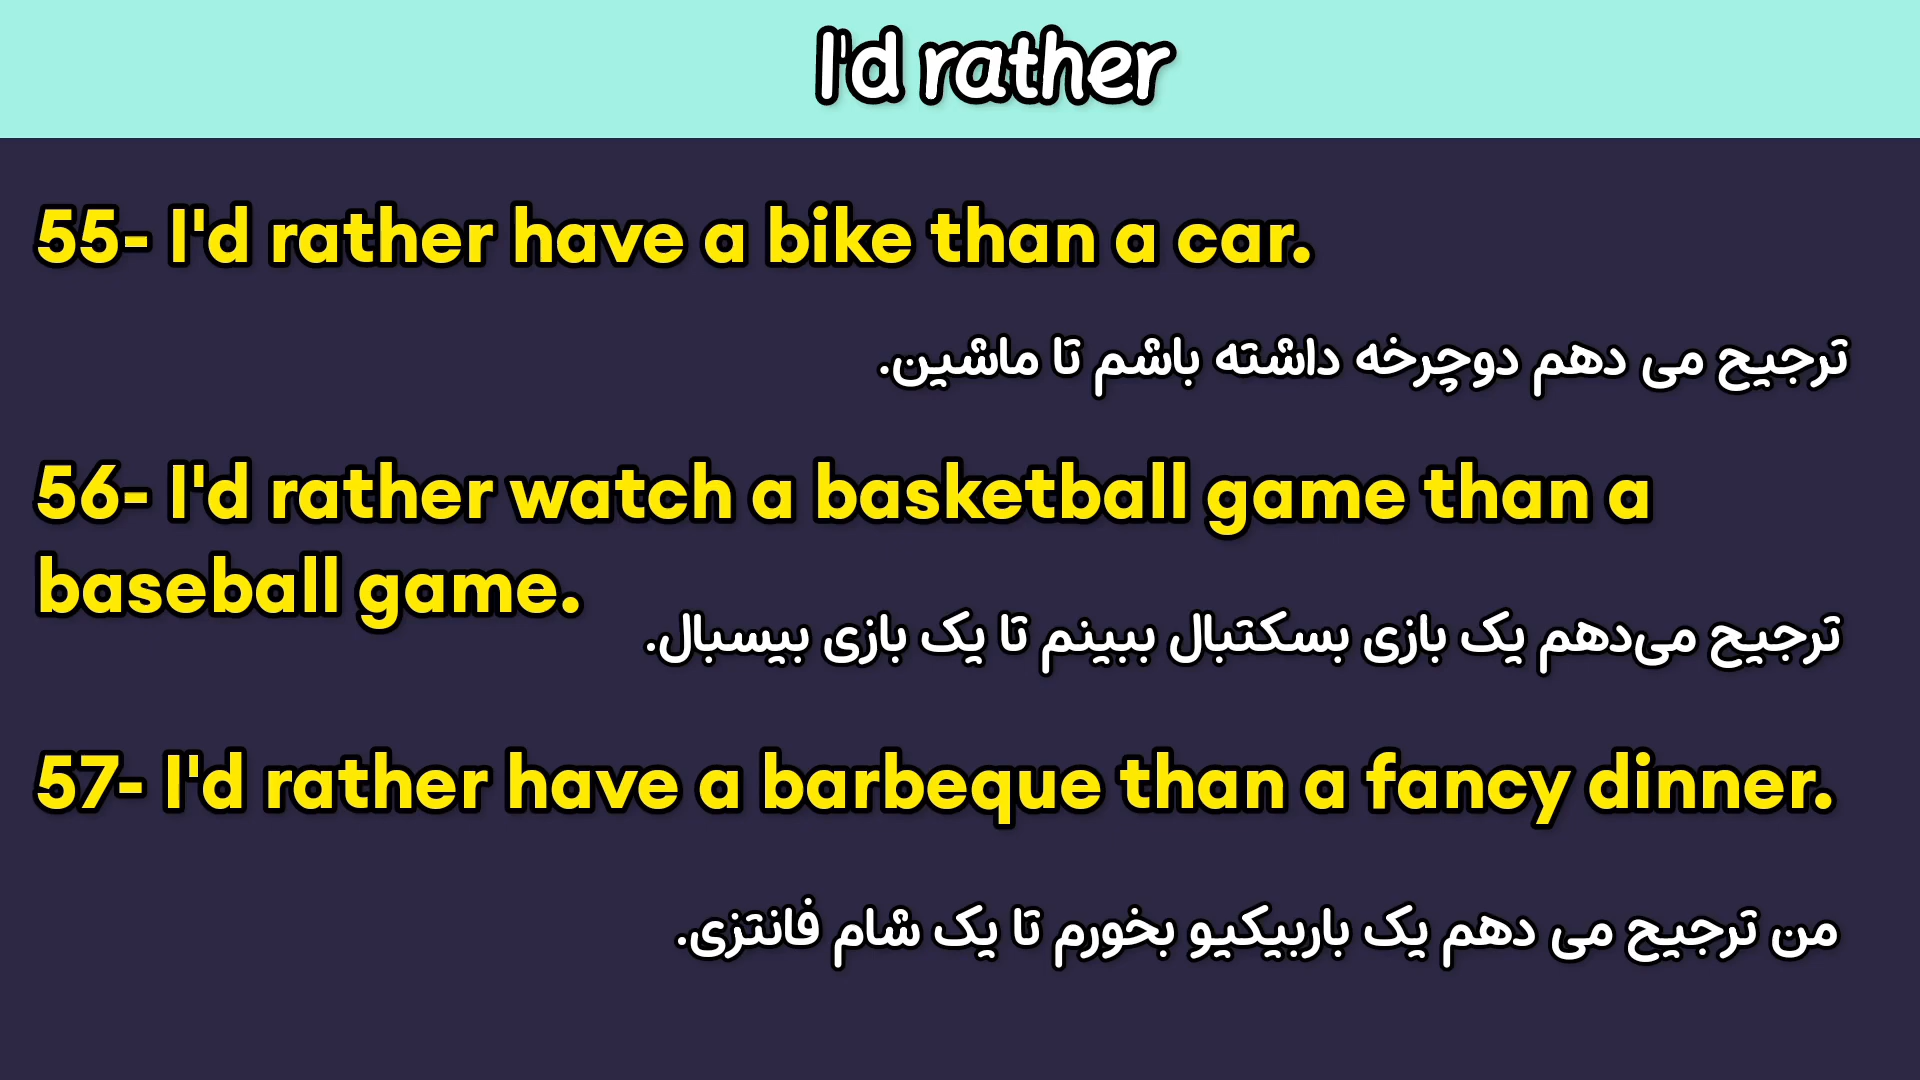 I'd rather
55- I'd rather have a bike than a car.
ترجیح می دهم دوچرخه داشته باشم تا ماشین.
56- I'd rather watch a basketball game than a
baseball game.
ترجیح می‌دهم یک بازی بسکتبال ببینم تا یک بازی بیسبال.
57- I'd rather have a barbeque than a fancy dinner.
من ترجیح می دهم یک باربیکیو بخورم تا یک شام فانتزی.